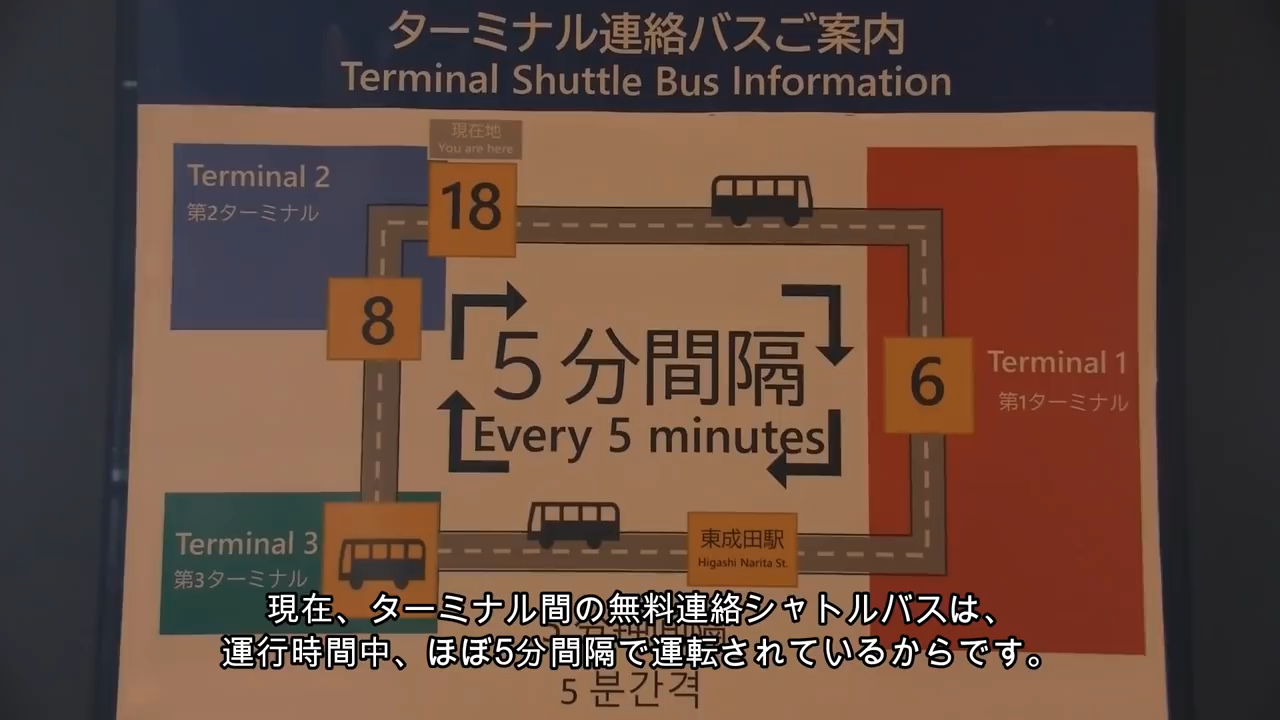 ターミナル連絡バスご案内
Terminal Shuttle Bus Information
現在地
You are here
Terminal 2
第2ターミナル
18
8
5分間隔
Every 5 minutes
6
Terminal 1
第1ターミナル
東成田駅
Higashi Narita St.
Terminal 3
第3ターミナル
現在、ターミナル間の無料連絡シャトルバスは、
運行時間中、ほぼ5分間隔で運転されているからです。
5 분간격